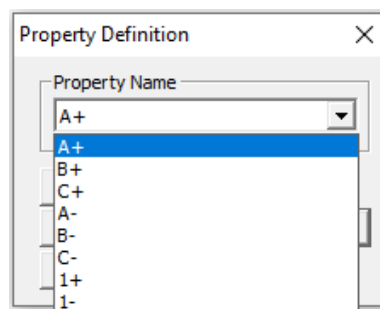 Property Definition
Property Name
A+
A+
B+
C+
A-
B-
C-
1+
1-